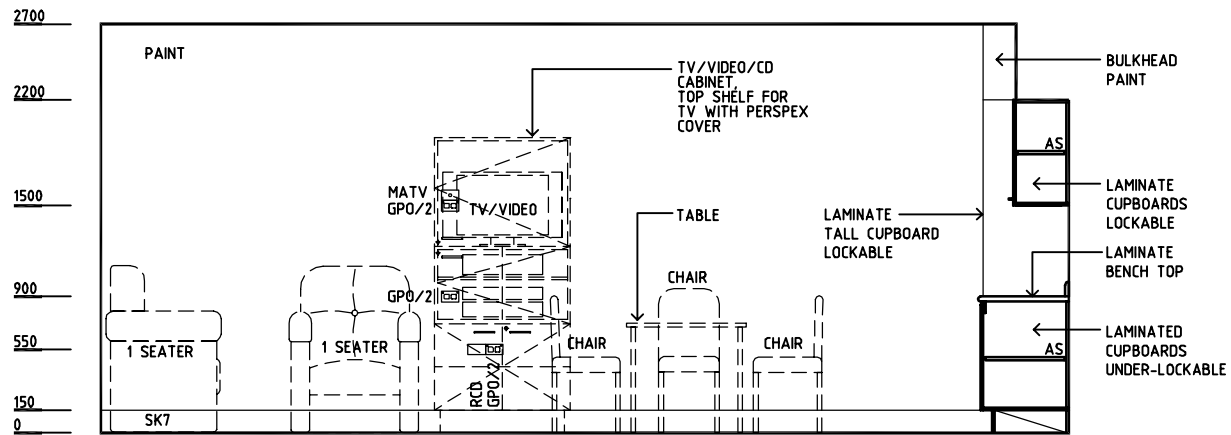 2700
PAINT
TV/VIDEO/CD
CABINET,
TOP SHELF FOR
TV WITH PERSPEX
COVER
BULKHEAD
PAINT
2200
AS
MATV
GPO/2
TV/VIDEO
1500
TABLE
LAMINATE
TALL CUPBOARD
LOCKABLE
LAMINATE
CUPBOARDS
LOCKABLE
LAMINATE
BENCH TOP
CHAIR
900
GPO/2
550
1 SEATER
1 SEATER
CHAIR
CHAIR
AS
LAMINATED
CUPBOARDS
UNDER-LOCKABLE
RCD
GPOX2
150
SK7
0